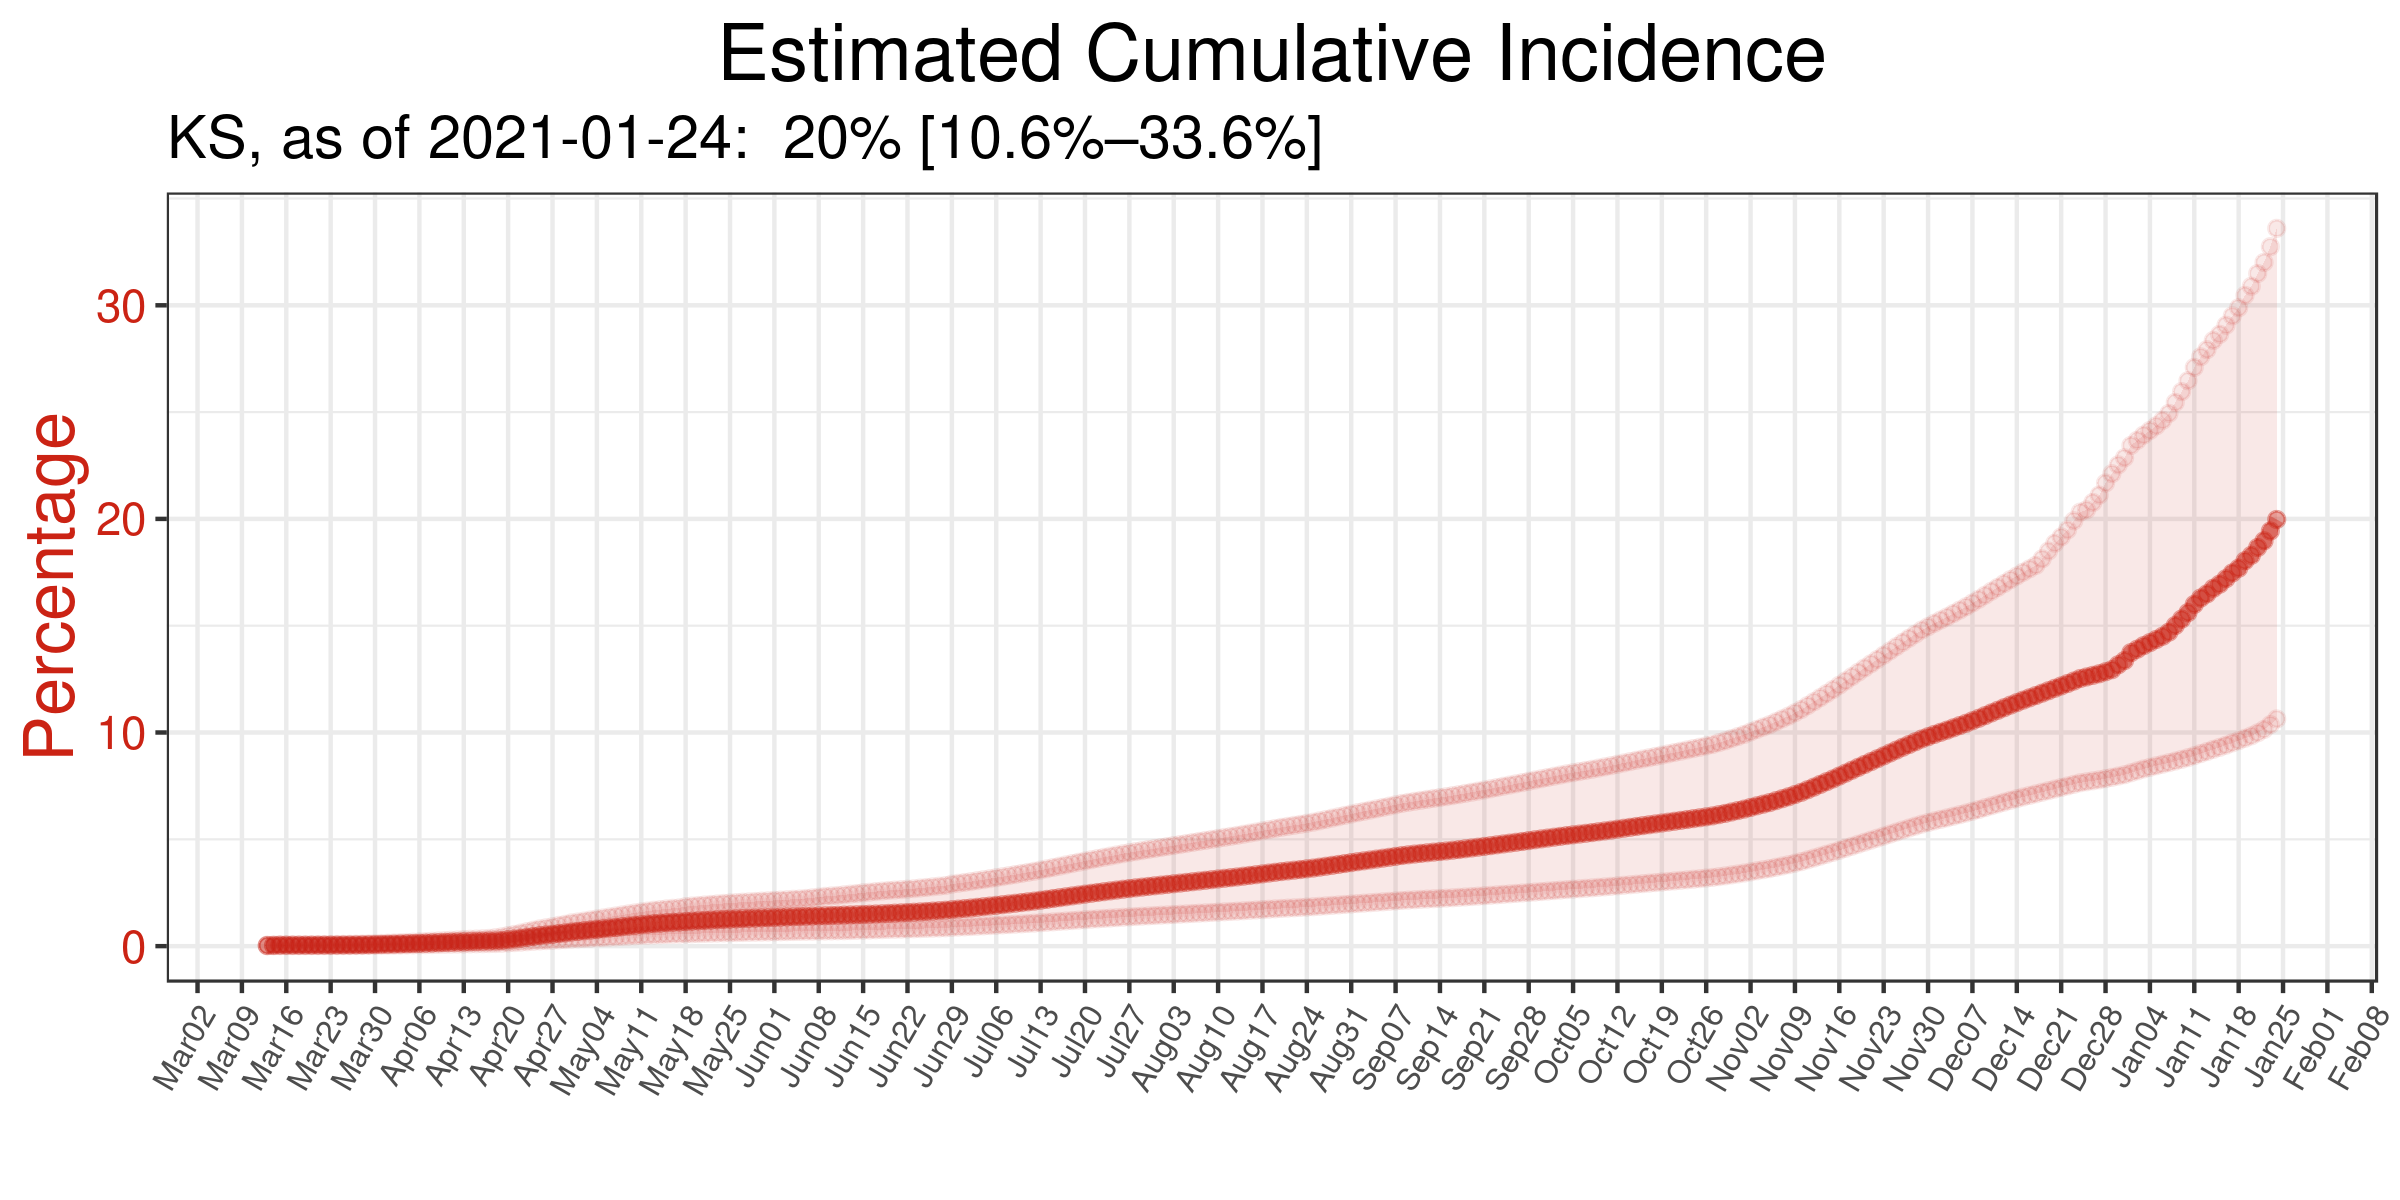 Estimated Cumulative Incidence
KS, as of 2021-01-24:  20% [10.6%–33.6%]
Percentage
30
20
10
0
Mar02
Mar09
Mar16
Mar23
Mar30
Apr06
Apr13
Apr20
Apr27
May04
May11
May18
May25
Jun01
Jun08
Jun15
Jun22
Jun29
Jul06
Jul13
Jul20
Jul27
Aug03
Aug10
Aug17
Aug24
Aug31
Sep07
Sep14
Sep21
Sep28
Oct05
Oct12
Oct19
Oct26
Nov02
Nov09
Nov16
Nov23
Nov30
Dec07
Dec14
Dec21
Dec28
Jan04
Jan11
Jan18
Jan25
Feb01
Feb08